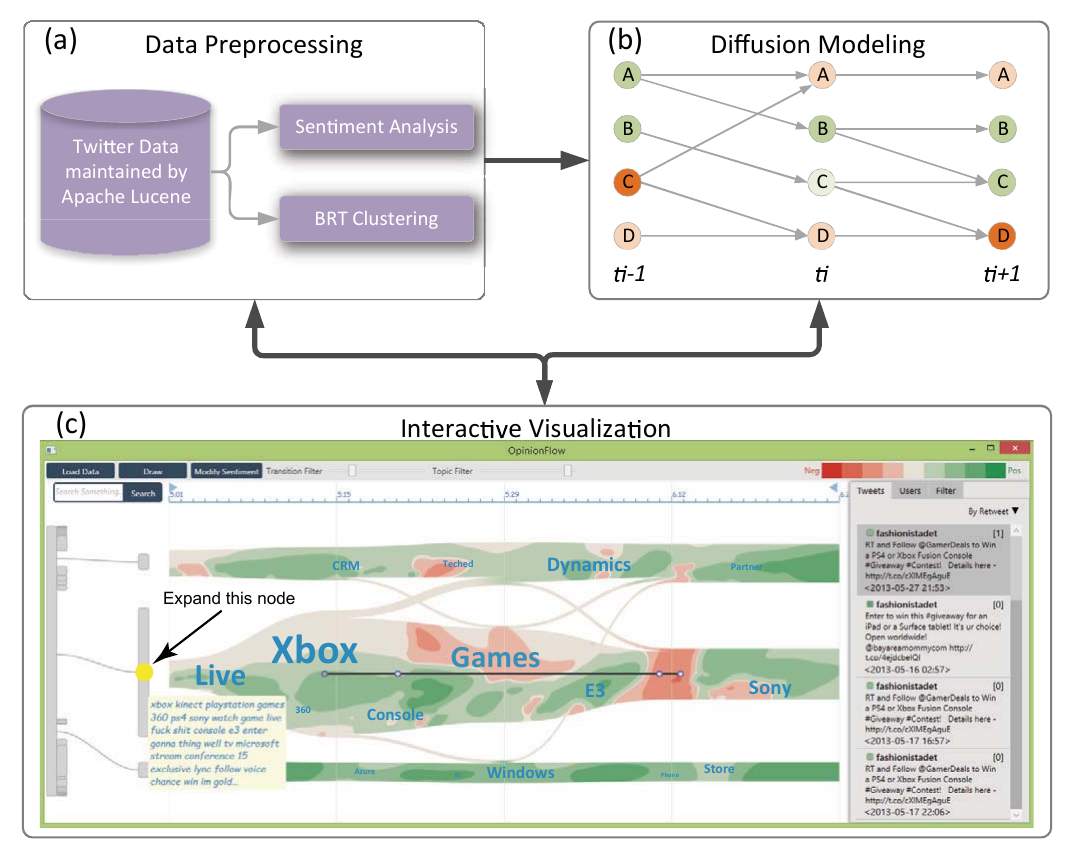 (a)
Data Preprocessing
Twitter Data
maintained by
Apache Lucene
Sentiment Analysis
BRT Clustering
(b)
Diffusion Modeling
A A A
B B B
C C C
D D D
ti-1 ti ti+1
(c)
Interactive Visualization
OpinionFlow
Load Data Draw Modify Sentiment Transition Filter Topic Filter Neg Pos
Search Something... Search
5.01 5.15 5.29 6.12
Tweets Users Filter
By Retweet ▼
fashionistadet [1]
RT and Follow @GamerDeals to Win
a PS4 or Xbox Fusion Console
#Giveaway #Contest! Details here -
http://t.co/cXIMEgAguE
<2013-05-27 21:53>
fashionistadet [0]
Enter to win this #giveaway for an
iPad or a Surface tablet! It's ur choice!
Open worldwide!
@bayareamommycom http://
t.co/4ejdcbelQI
<2013-05-16 02:57>
fashionistadet [0]
RT and Follow @GamerDeals to Win
a PS4 or Xbox Fusion Console
#Giveaway #Contest! Details here -
http://t.co/cXIMEgAguE
<2013-05-17 16:57>
fashionistadet [0]
RT and Follow @GamerDeals to Win
a PS4 or Xbox Fusion Console
#Giveaway #Contest! Details here -
http://t.co/cXIMEgAguE
<2013-05-17 22:06>
CRM Teched Dynamics Partner
Expand this node
Xbox Games
Live E3 Sony
360 Console
xbox kinect playstation games
360 ps4 sony watch game live
fuck shit console e3 enter
gonna thing well tv microsoft
stream conference 15
exclusive lync follow voice
chance win im gold...
Azure Windows Phone Store